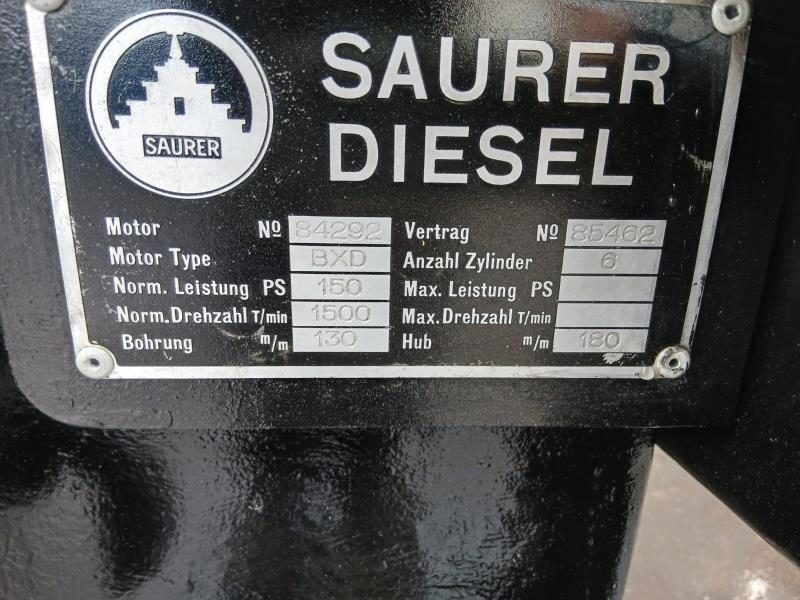 SAURER
SAURER
DIESEL
Motor Nº 84292 Vertrag Nº 85462
Motor Type BXD Anzahl Zylinder 6
Norm. Leistung PS 150 Max. Leistung PS
Norm. Drehzahl T/min 1500 Max. Drehzahl T/min
Bohrung m/m 130 Hub m/m 180